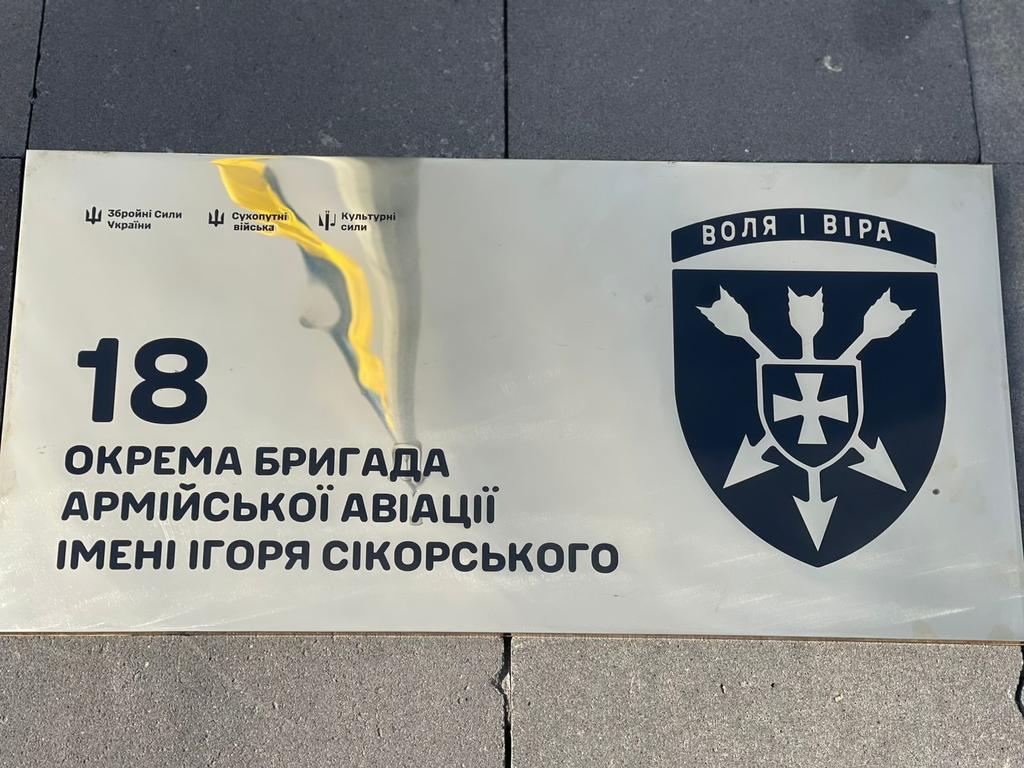 Збройні Сили
України
Сухопутні
війська
Культурні
сили
ВОЛЯ І ВІРА
18
ОКРЕМА БРИГАДА
АРМІЙСЬКОЇ АВІАЦІЇ
ІМЕНІ ІГОРЯ СІКОРСЬКОГО